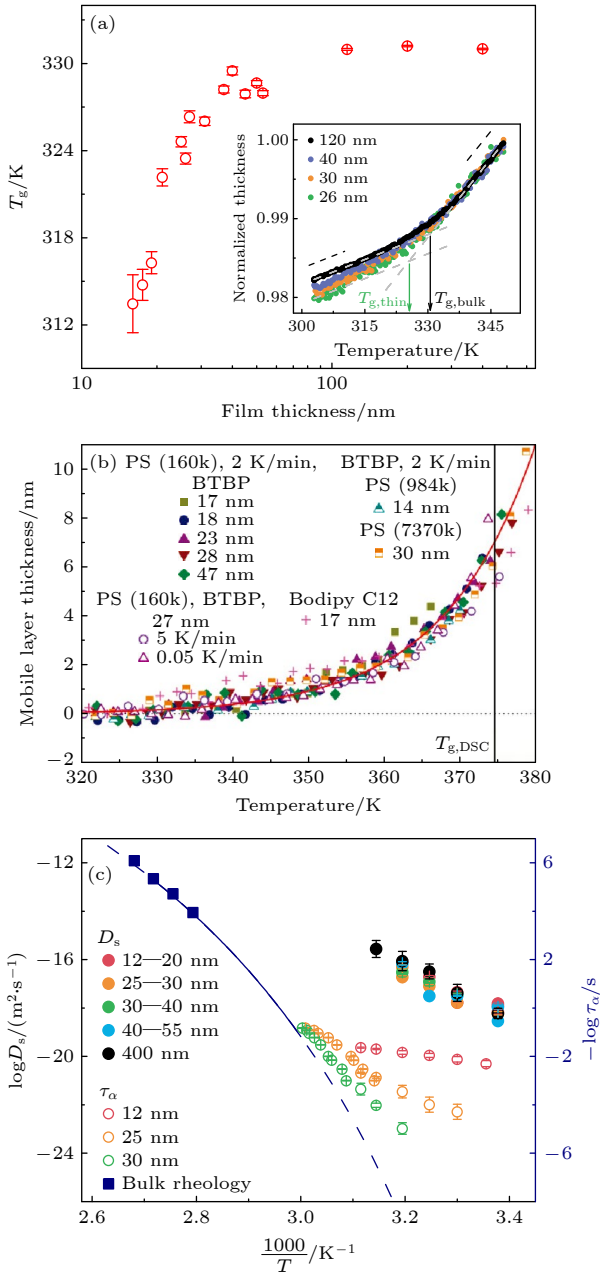 (a)
330
326
322
318
312
T_g/K
10
100
Film thickness/nm
1.00
0.99
0.98
Normalized thickness
120 nm
40 nm
30 nm
26 nm
T_g,thin
T_g,bulk
300
315
330
345
Temperature/K
(b) PS (160k), 2 K/min, BTBP, 2 K/min
BTBP
17 nm
18 nm
23 nm
28 nm
47 nm
PS (984k)
14 nm
PS (7370k)
30 nm
PS (160k), BTBP,
27 nm
5 K/min
0.05 K/min
Bodipy C12
17 nm
T_g,DSC
10
8
6
4
2
0
−2
Mobile layer thickness/nm
320
330
340
350
360
370
380
Temperature/K
(c)
−12
−16
−20
−24
logD_s/(m²·s⁻¹)
6
2
−2
−6
−log τ_α/s
D_s
12—20 nm
25—30 nm
30—40 nm
40—55 nm
400 nm
τ_α
12 nm
25 nm
30 nm
Bulk rheology
2.6
2.8
3.0
3.2
3.4
1000/T /K⁻¹